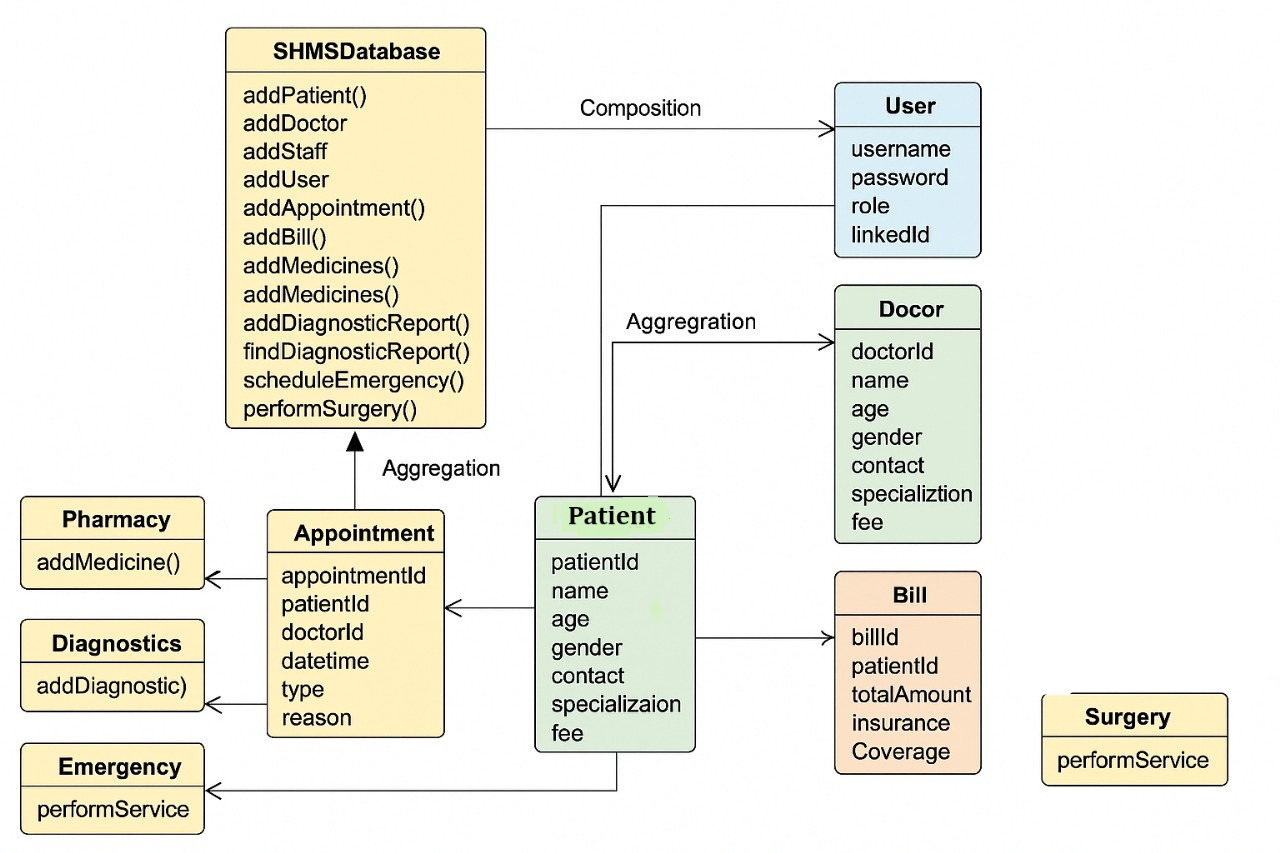 SHMSDatabase
addPatient()
addDoctor
addStaff
addUser
addAppointment()
addBill()
addMedicines()
addMedicines()
addDiagnosticReport()
findDiagnosticReport()
scheduleEmergency()
performSurgery()
Composition
User
username
password
role
linkedId
Aggregration
Docor
doctorId
name
age
gender
contact
specializtion
fee
Aggregation
Pharmacy
addMedicine()
Diagnostics
addDiagnostic)
Emergency
performService
Appointment
appointmentId
patientId
doctorId
datetime
type
reason
Patient
patientId
name
age
gender
contact
specializaion
fee
Bill
billId
patientId
totalAmount
insurance
Coverage
Surgery
performService